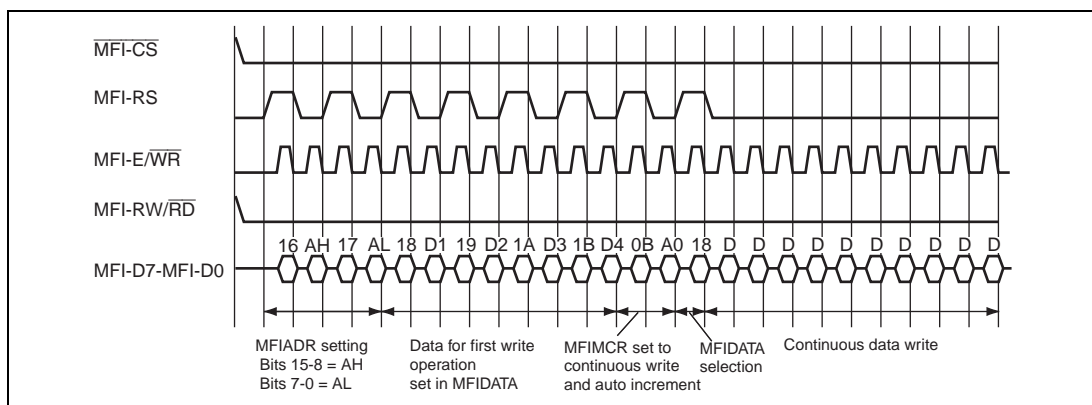 MFI-CS
MFI-RS
MFI-E/WR
MFI-RW/RD
16 AH 17 AL 18 D1 19 D2 1A D3 1B D4 0B A0 18 D D D D D D D D D D
MFI-D7-MFI-D0
MFIADR setting
Bits 15-8 = AH
Bits 7-0 = AL
Data for first write
operation
set in MFIDATA
MFIMCR set to
continuous write
and auto increment
MFIDATA
selection
Continuous data write